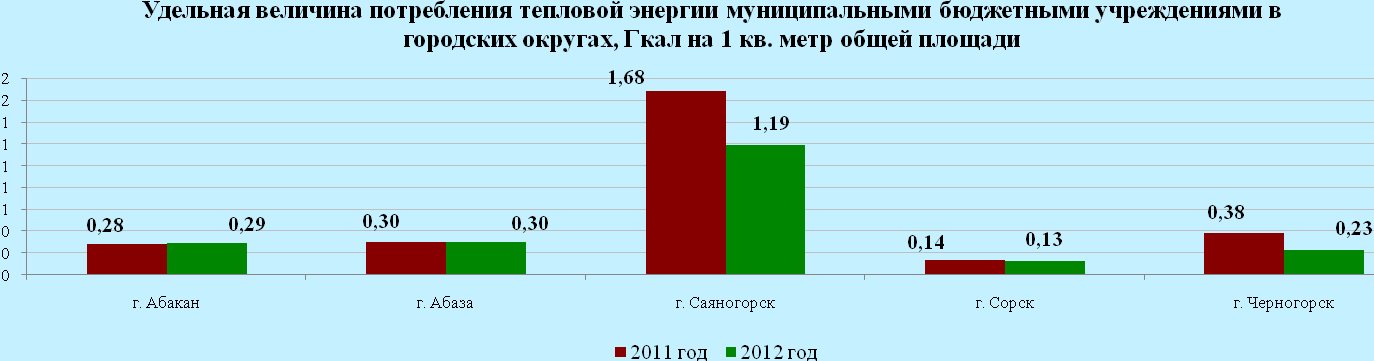 Удельная величина потребления тепловой энергии муниципальными бюджетными учреждениями в
городских округах, Гкал на 1 кв. метр общей площади
2
2
1
1
1
1
1
0
0
0
0,28
0,29
0,30
0,30
1,68
1,19
0,14
0,13
0,38
0,23
г. Абакан
г. Абаза
г. Саяногорск
г. Сорск
г. Черногорск
2011 год
2012 год